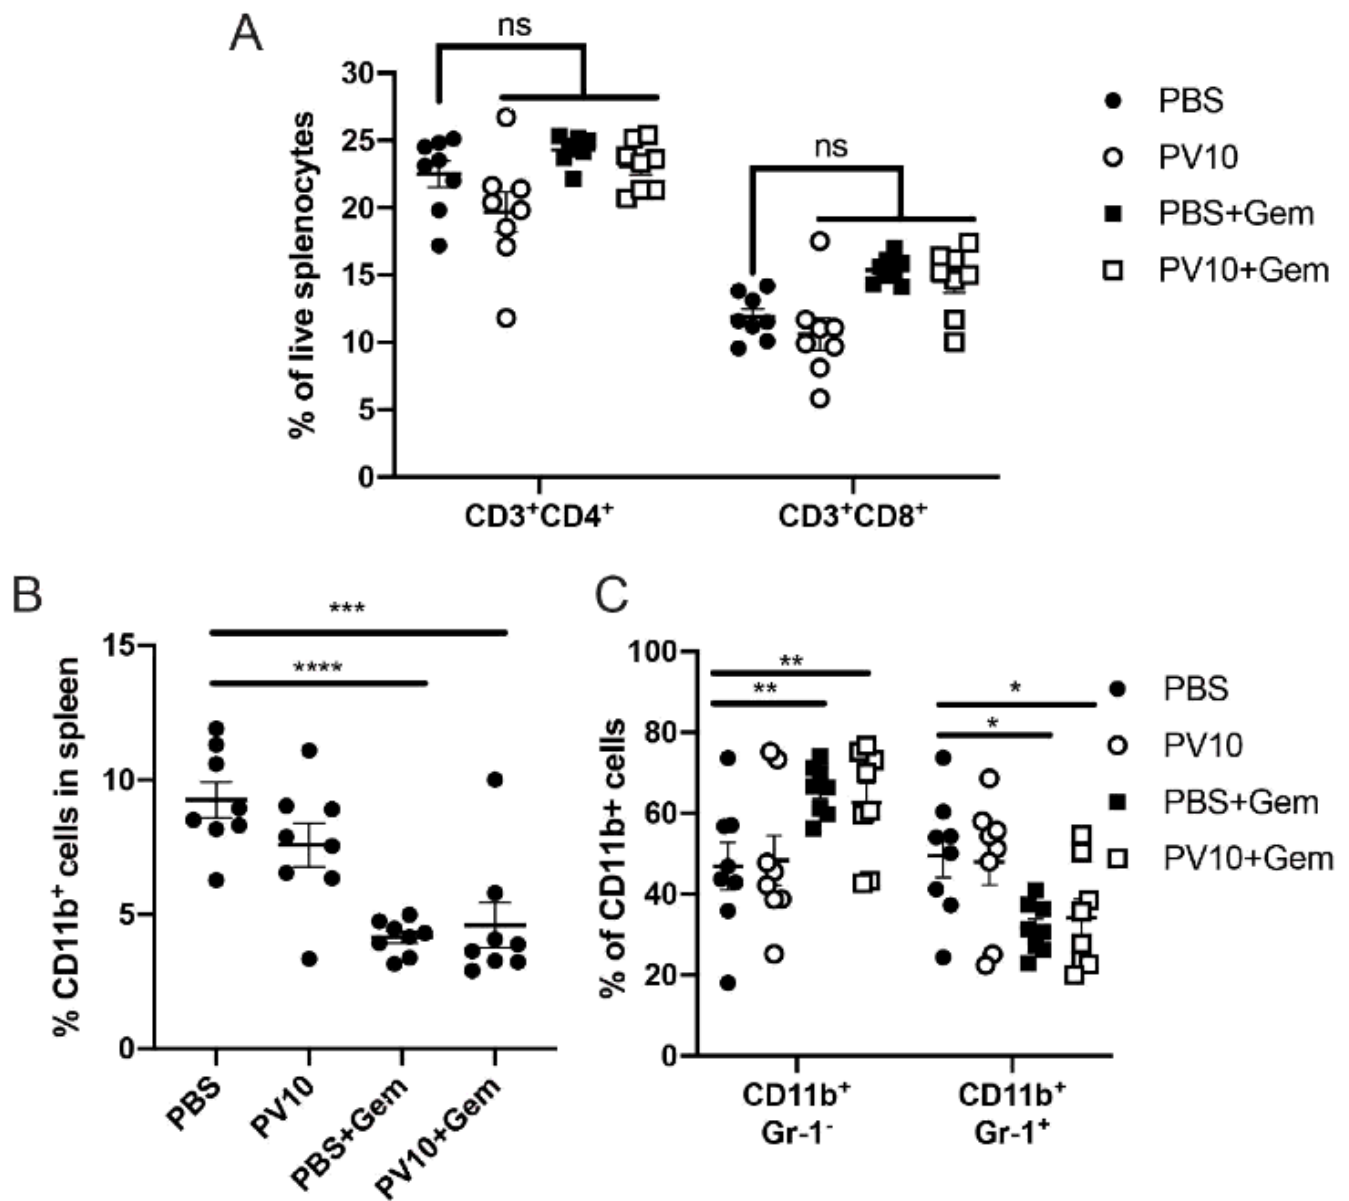 A
ns
30
25
20
15
10
5
0
% of live splenocytes
ns
CD3⁺CD4⁺
CD3⁺CD8⁺
PBS
PV10
PBS+Gem
PV10+Gem
B
***
****
15
10
5
0
% CD11b⁺ cells in spleen
PBS
PV10
PBS+Gem
PV10+Gem
C
**
**
*
*
100
80
60
40
20
0
% of CD11b+ cells
CD11b⁺
Gr-1⁻
CD11b⁺
Gr-1⁺
PBS
PV10
PBS+Gem
PV10+Gem